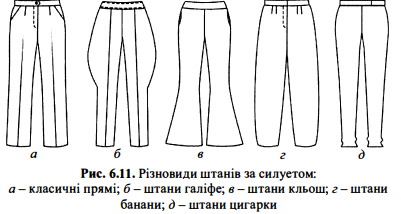 а б в г д
Рис. 6.11. Різновиди штанів за силуетом:
а – класичні прямі; б – штани галіфе; в – штани кльош; г – штани
банани; д – штани цигарки